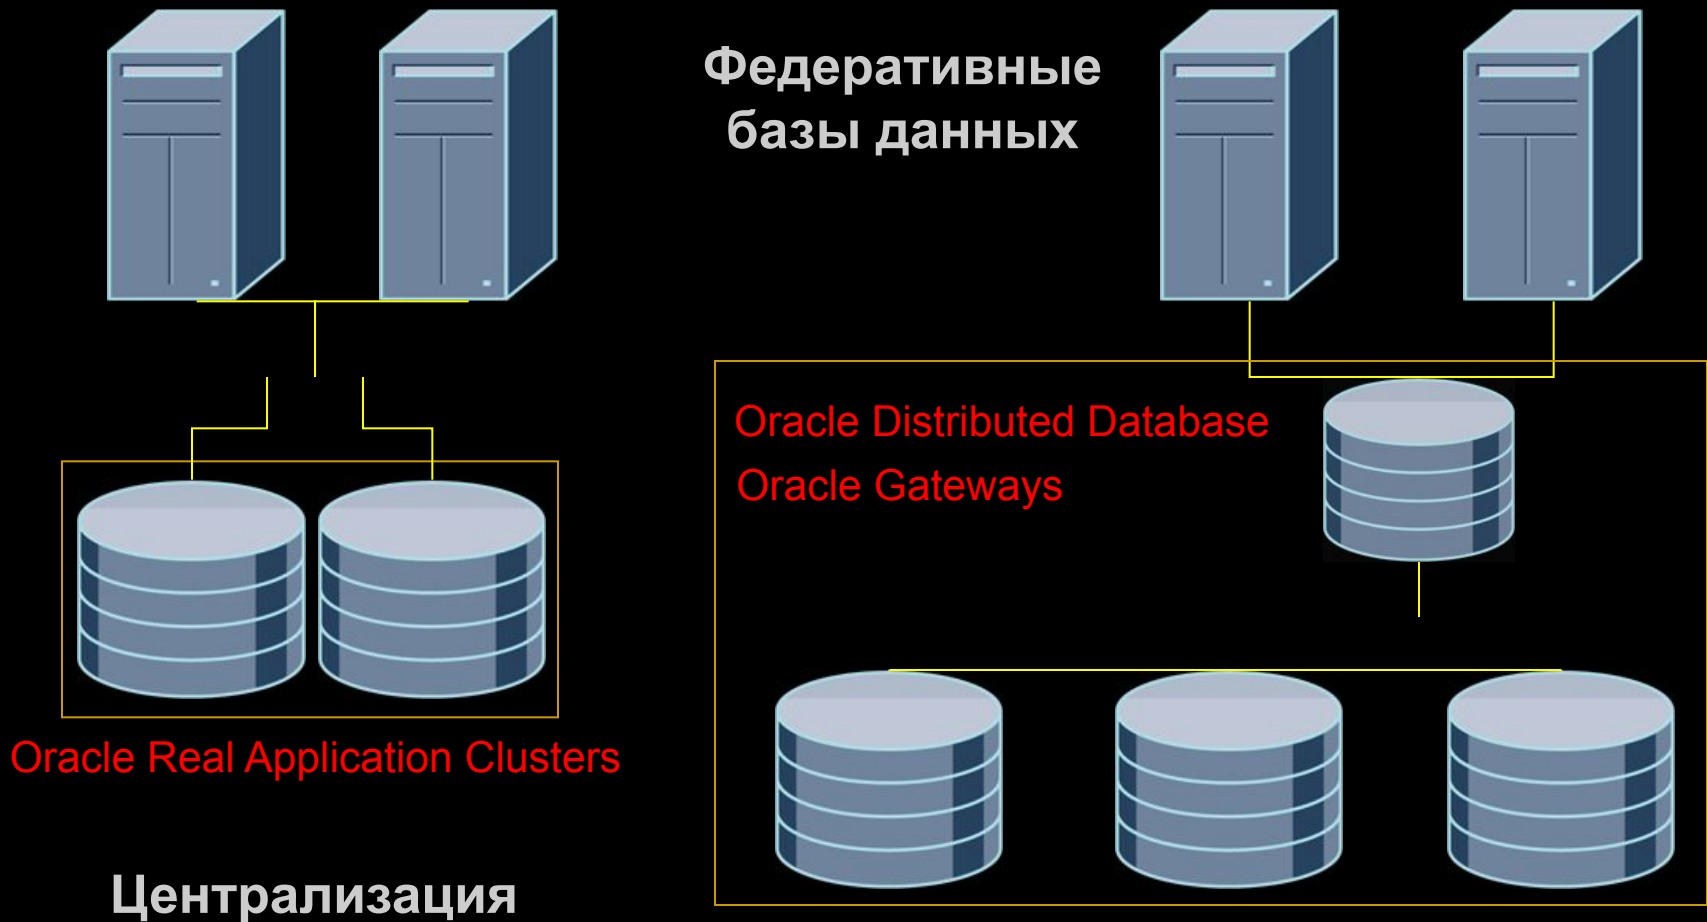 Федеративные
базы данных
Oracle Distributed Database
Oracle Gateways
Oracle Real Application Clusters
Централизация